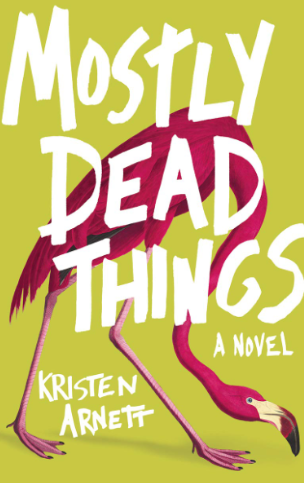 MOSTLY
DEAD
THINGS
A NOVEL
KRISTEN
ARNETT